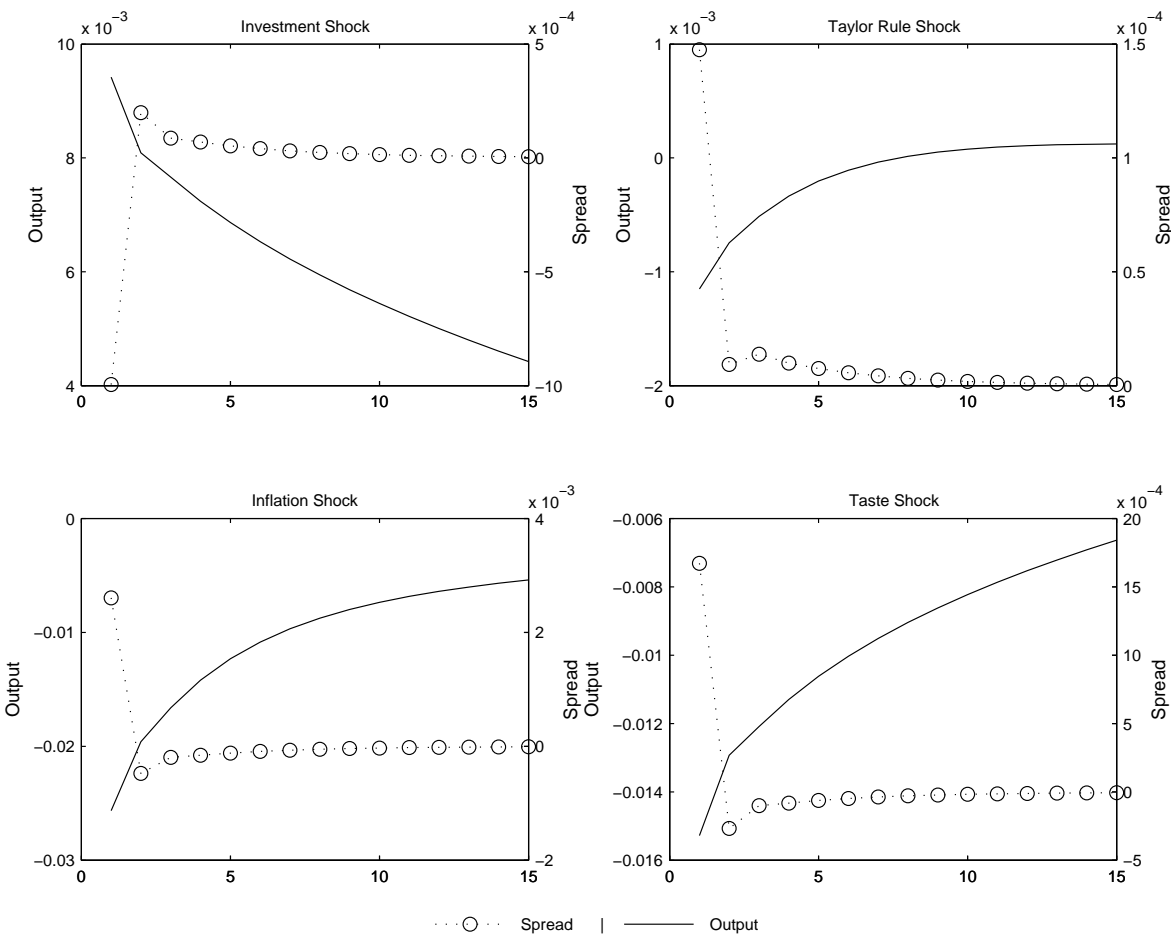 x 10−3
Investment Shock
x 10−4
10
8
6
4
5
0
−5
−10
0
5
10
15
Output
Spread
x 10−3
Taylor Rule Shock
x 10−4
1
0
−1
−2
1.5
1
0.5
0
0
5
10
15
Output
Spread
Inflation Shock
x 10−3
0
−0.01
−0.02
−0.03
4
2
0
−2
0
5
10
15
Output
Spread
Taste Shock
x 10−4
−0.006
−0.008
−0.01
−0.012
−0.014
−0.016
20
15
10
5
0
−5
0
5
10
15
Output
Spread
Spread | Output